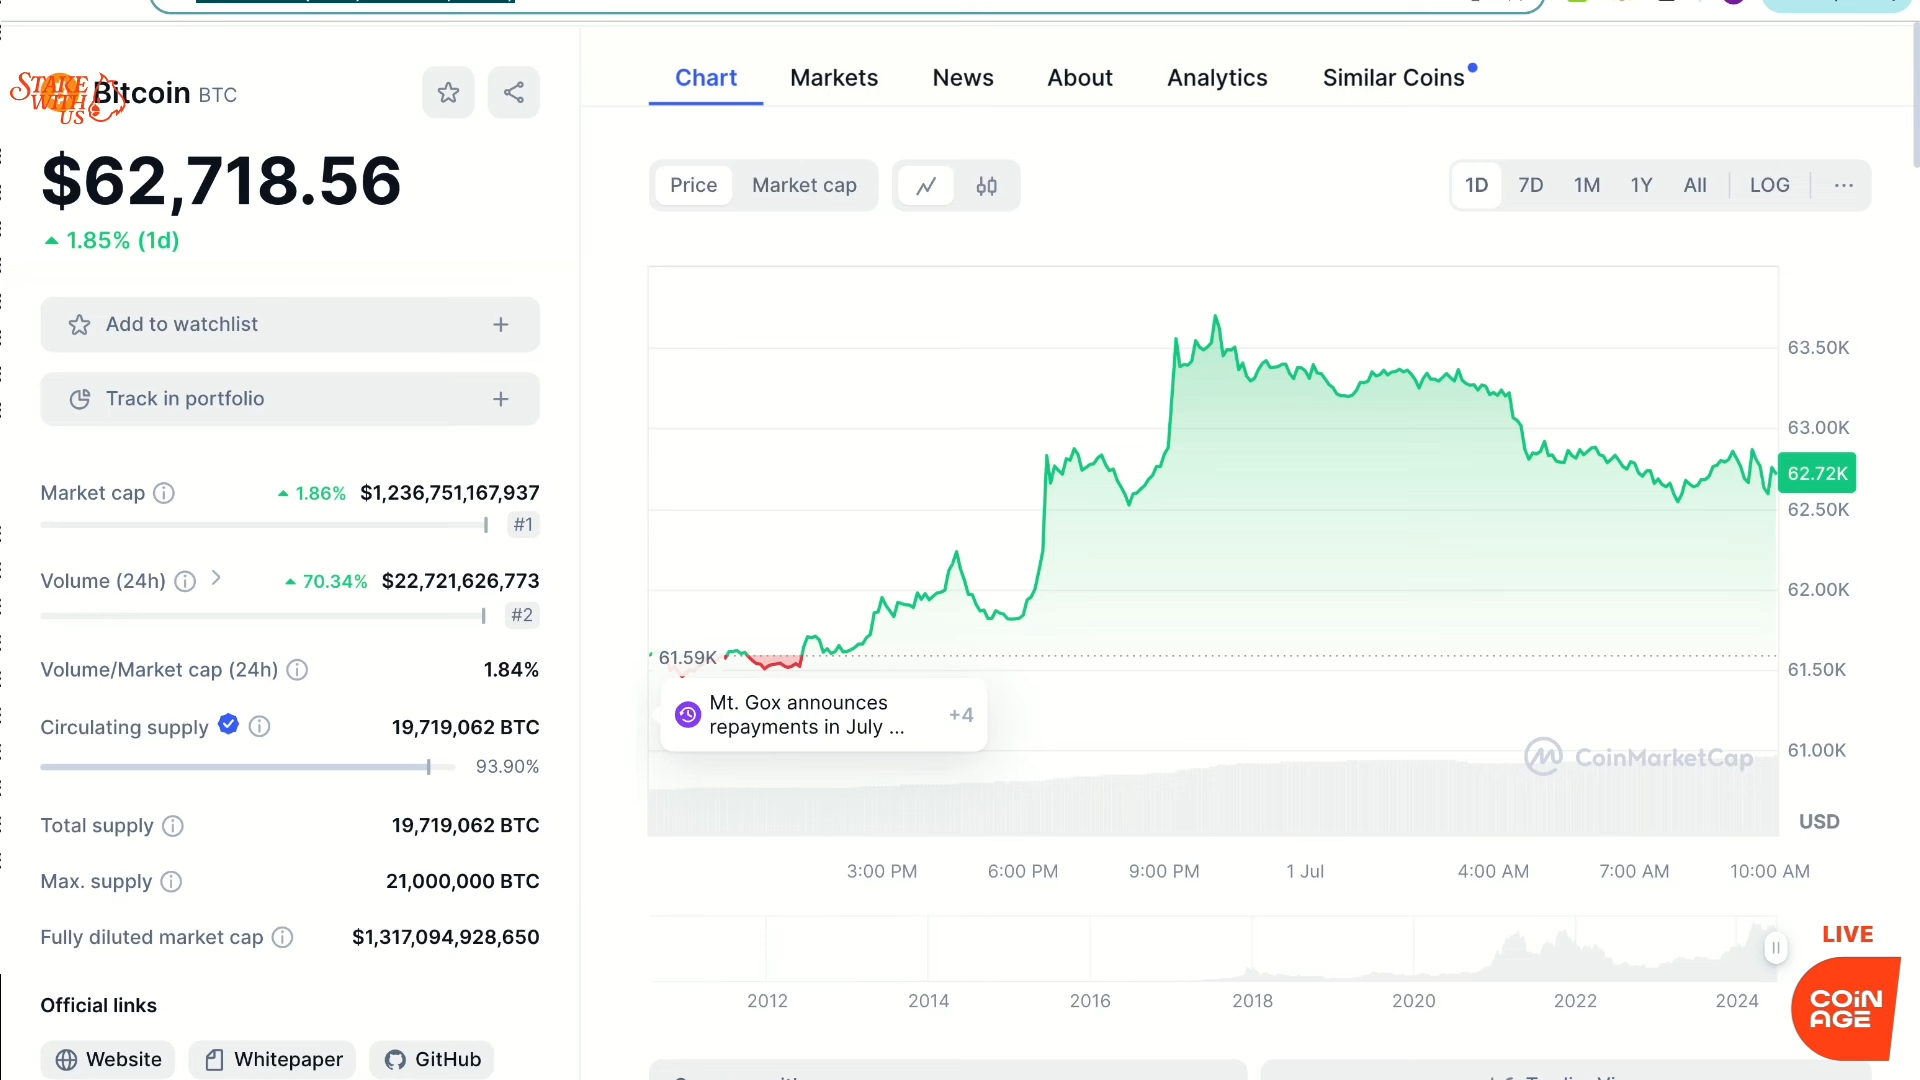 STAKE
WITH
US
Bitcoin BTC
$62,718.56
1.85% (1d)
Add to watchlist
Track in portfolio
Market cap 1.86% $1,236,751,167,937
#1
Volume (24h) 70.34% $22,721,626,773
#2
Volume/Market cap (24h) 1.84%
Circulating supply 19,719,062 BTC
93.90%
Total supply 19,719,062 BTC
Max. supply 21,000,000 BTC
Fully diluted market cap $1,317,094,928,650
Official links
Website Whitepaper GitHub
Chart Markets News About Analytics Similar Coins
Price Market cap
1D 7D 1M 1Y All LOG
63.50K
63.00K
62.72K
62.50K
62.00K
61.59K
61.50K
61.00K
Mt. Gox announces
repayments in July ...
+4
CoinMarketCap
USD
3:00 PM 6:00 PM 9:00 PM 1 Jul 4:00 AM 7:00 AM 10:00 AM
2012 2014 2016 2018 2020 2022 2024
LIVE
COiN
AGE